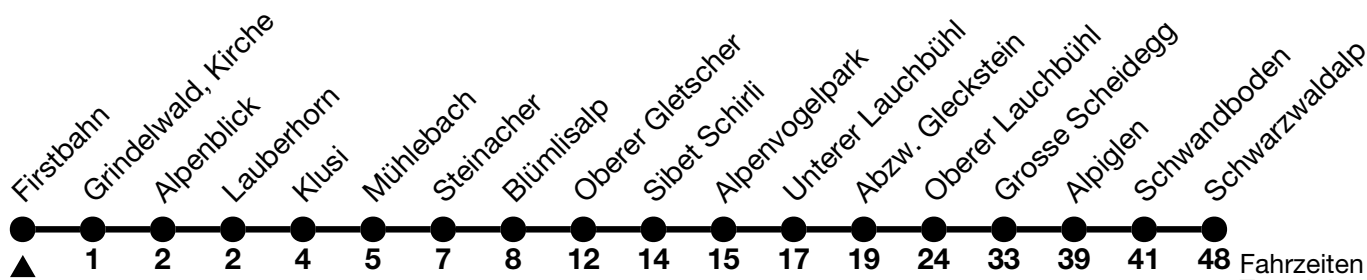 Firstbahn
Grindelwald, Kirche
Alpenblick
Lauberhorn
Klusi
Mühlebach
Steinacher
Blümlisalp
Oberer Gletscher
Sibet Schirli
Alpenvogelpark
Unterer Lauchbühl
Abzw. Gleckstein
Oberer Lauchbühl
Grosse Scheidegg
Alpiglen
Schwandboden
Schwarzwaldalp
1 2 2 4 5 7 8 12 14 15 17 19 24 33 39 41 48 Fahrzeiten